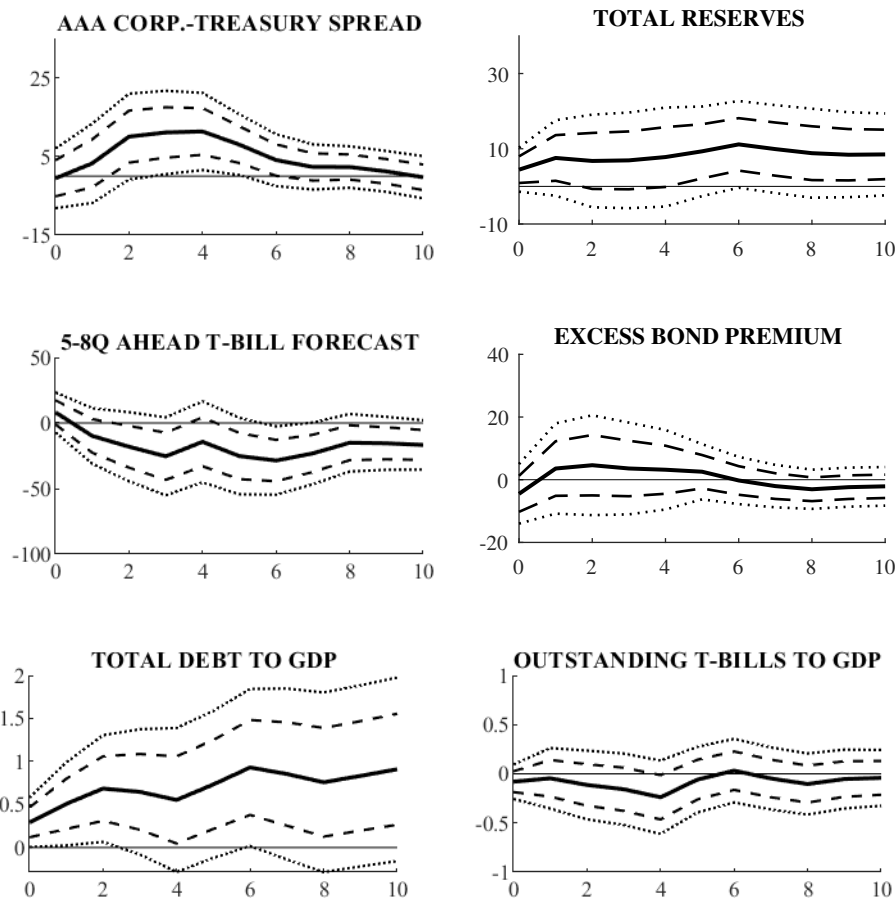 AAA CORP.-TREASURY SPREAD
25
5
-15
0 2 4 6 8 10
TOTAL RESERVES
30
10
-10
0 2 4 6 8 10
5-8Q AHEAD T-BILL FORECAST
50
0
-50
-100
0 2 4 6 8 10
EXCESS BOND PREMIUM
40
20
0
-20
0 2 4 6 8 10
TOTAL DEBT TO GDP
2
1.5
1
0.5
0
0 2 4 6 8 10
OUTSTANDING T-BILLS TO GDP
1
0.5
0
-0.5
-1
0 2 4 6 8 10